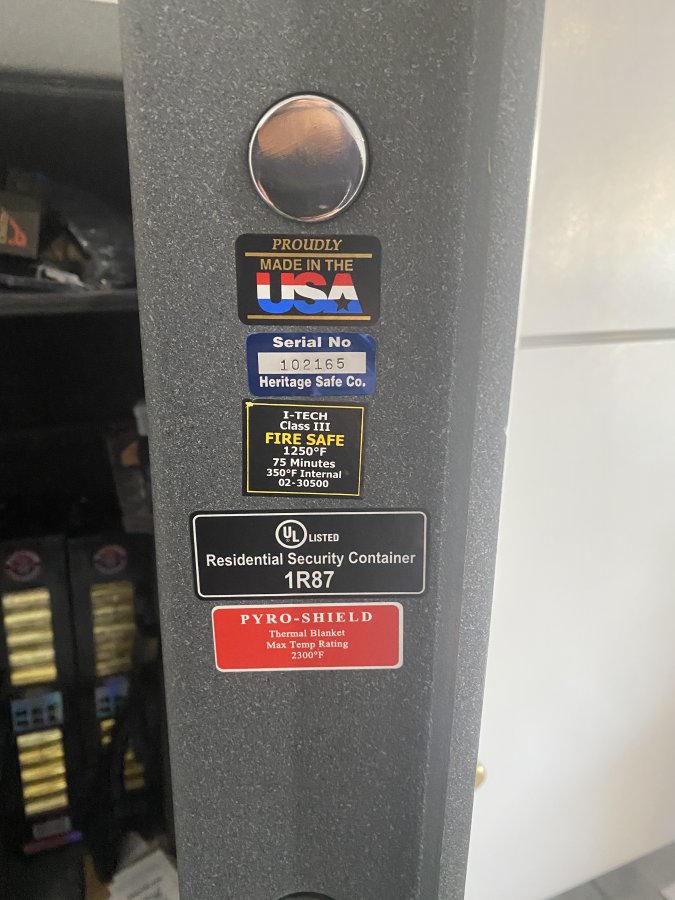 PROUDLY
MADE IN THE
USA
Serial No
102165
Heritage Safe Co.
I-TECH
Class III
FIRE SAFE
1250°F
75 Minutes
350°F Internal
02-30500
UL LISTED
Residential Security Container
1R87
PYRO-SHIELD
Thermal Blanket
Max Temp Rating
2300°F